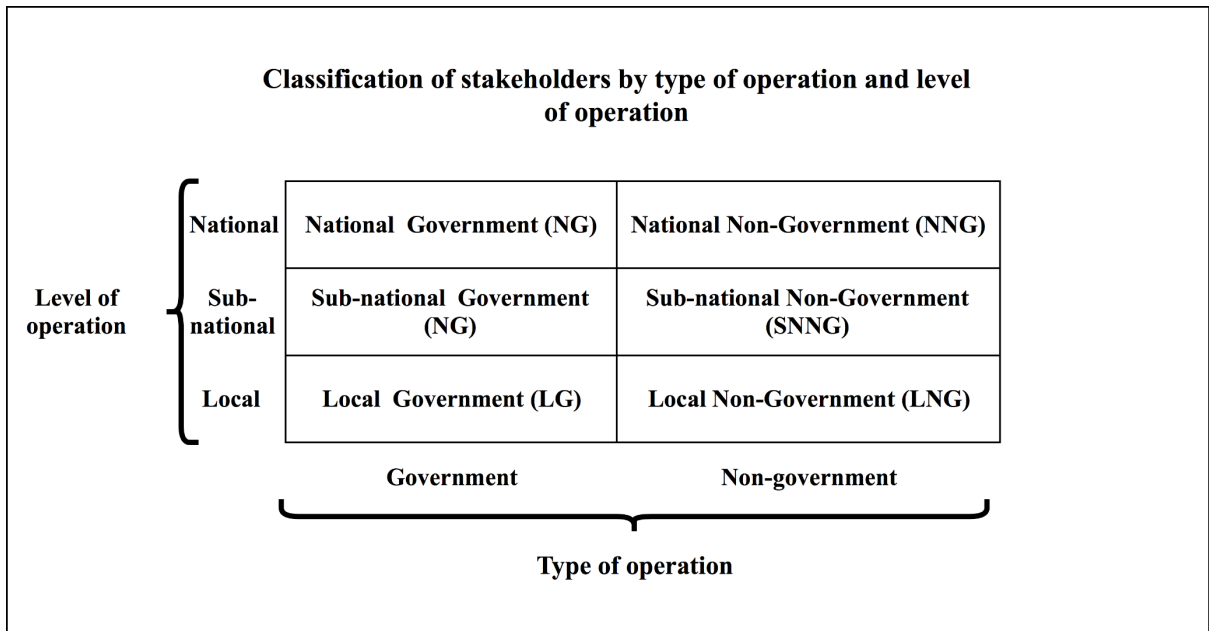 Classification of stakeholders by type of operation and level
of operation
National
National Government (NG)
National Non-Government (NNG)
Level of
operation
Sub-
national
Sub-national Government
(NG)
Sub-national Non-Government
(SNNG)
Local
Local Government (LG)
Local Non-Government (LNG)
Government
Non-government
Type of operation